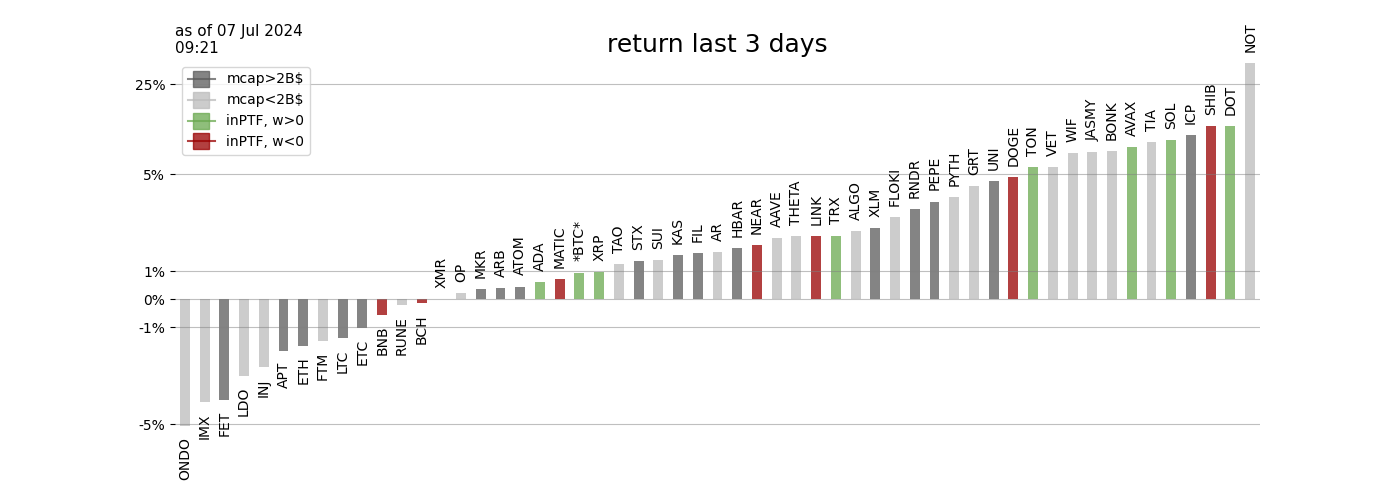 as of 07 Jul 2024
09:21
return last 3 days
mcap>2B$
mcap<2B$
inPTF, w>0
inPTF, w<0
25%
5%
1%
0%
-1%
-5%
ONDO
IMX
FET
LDO
INJ
APT
ETH
FTM
LTC
ETC
BNB
RUNE
BCH
XMR
OP
MKR
ARB
ATOM
ADA
MATIC
*BTC*
XRP
TAO
STX
SUI
KAS
FIL
AR
HBAR
NEAR
AAVE
THETA
LINK
TRX
ALGO
XLM
FLOKI
RNDR
PEPE
PYTH
GRT
UNI
DOGE
TON
VET
WIF
JASMY
BONK
AVAX
TIA
SOL
ICP
SHIB
DOT
NOT